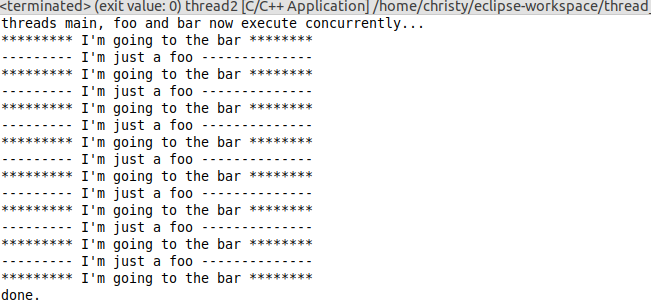 <terminated> (exit value: 0) thread2 [C/C++ Application] /home/christy/eclipse-workspace/thread_
threads main, foo and bar now execute concurrently...
********* I'm going to the bar ********
--------- I'm just a foo --------------
********* I'm going to the bar ********
--------- I'm just a foo --------------
********* I'm going to the bar ********
--------- I'm just a foo --------------
********* I'm going to the bar ********
--------- I'm just a foo --------------
********* I'm going to the bar ********
--------- I'm just a foo --------------
********* I'm going to the bar ********
--------- I'm just a foo --------------
********* I'm going to the bar ********
--------- I'm just a foo --------------
********* I'm going to the bar ********
done.